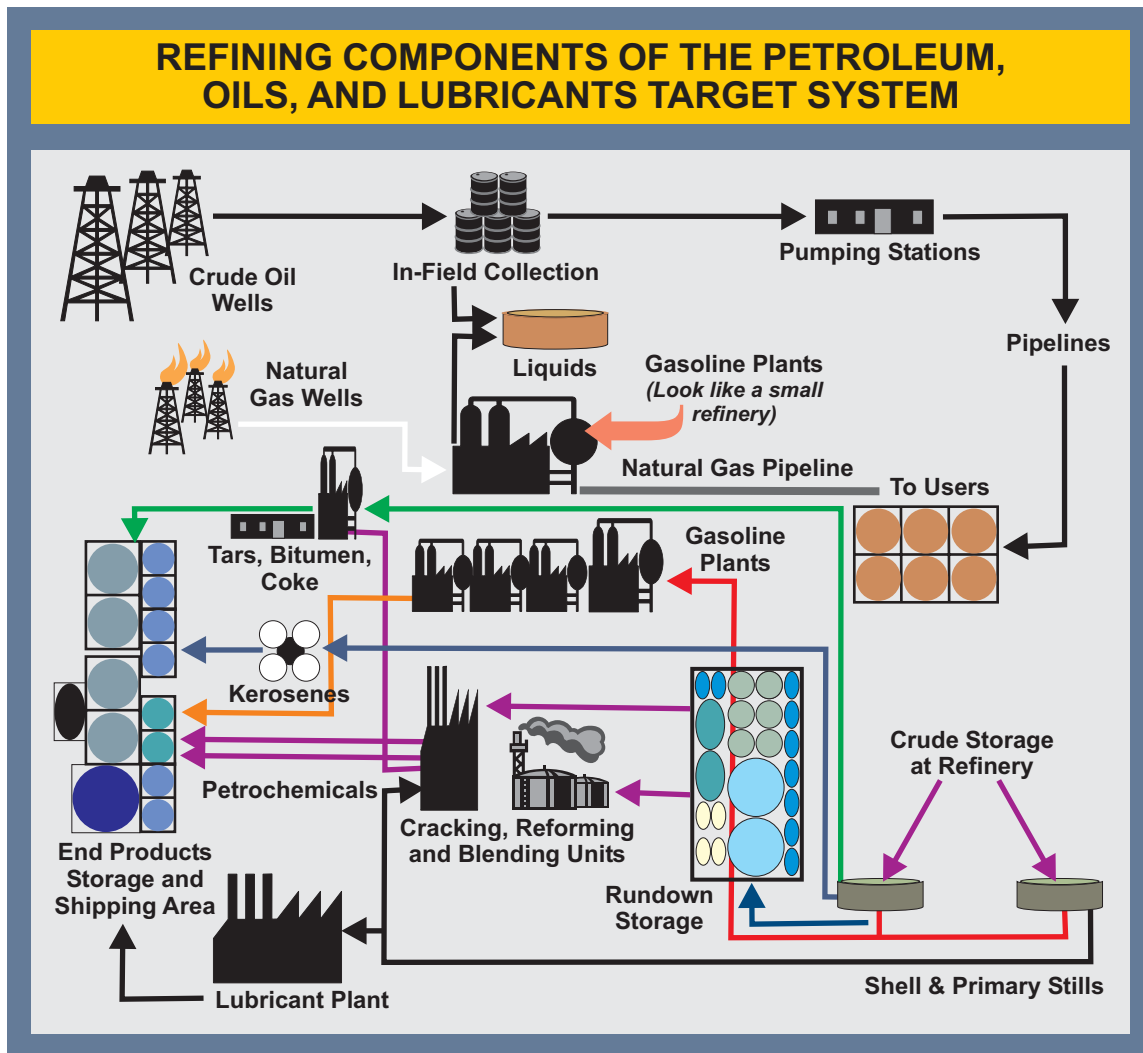 REFINING COMPONENTS OF THE PETROLEUM,
OILS, AND LUBRICANTS TARGET SYSTEM
Crude Oil
Wells
In-Field Collection
Pumping Stations
Pipelines
Liquids
Natural
Gas Wells
Gasoline Plants
(Look like a small
refinery)
Natural Gas Pipeline
To Users
Tars, Bitumen,
Coke
Gasoline
Plants
Kerosenes
Petrochemicals
Cracking, Reforming
and Blending Units
Crude Storage
at Refinery
Rundown
Storage
End Products
Storage and
Shipping Area
Lubricant Plant
Shell & Primary Stills